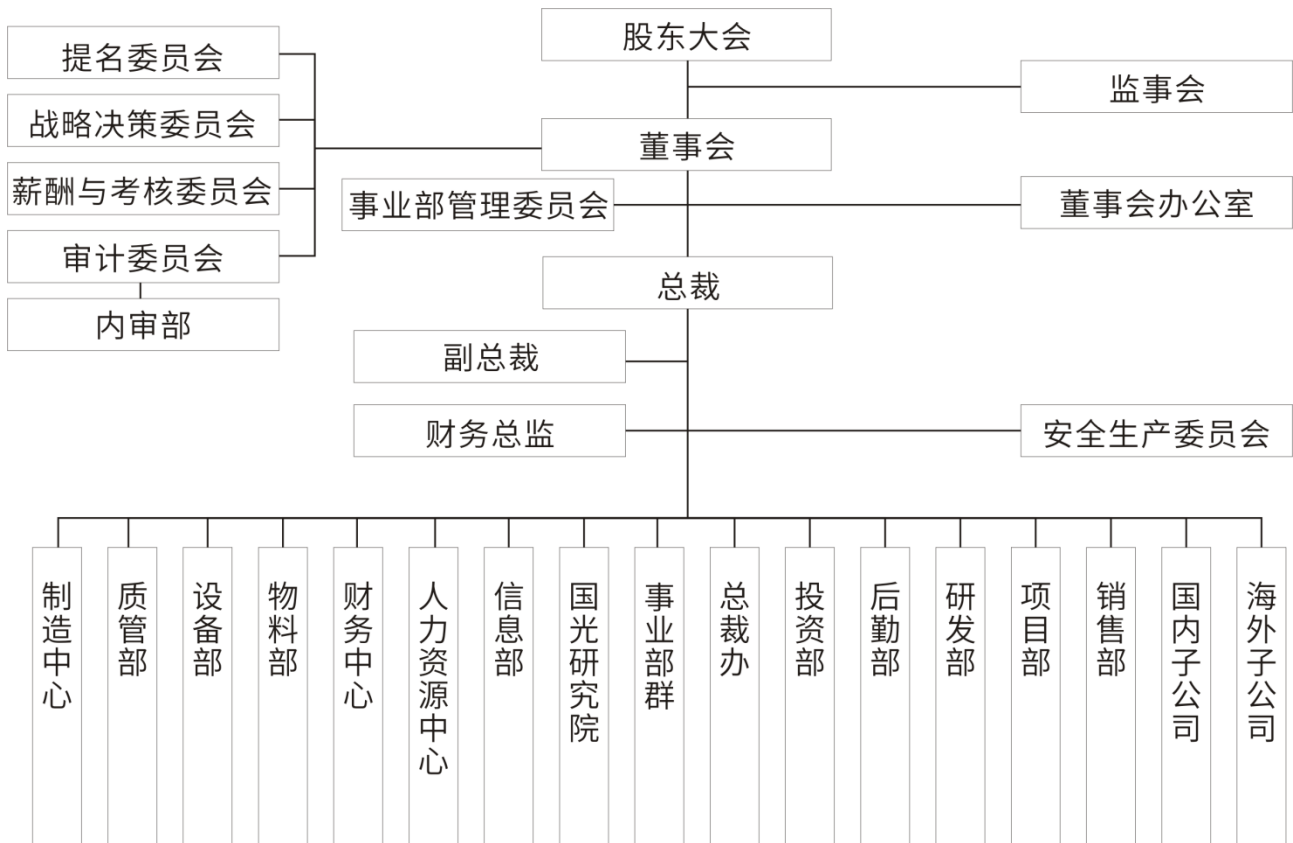 股东大会
提名委员会
监事会
战略决策委员会
董事会
薪酬与考核委员会
事业部管理委员会
董事会办公室
审计委员会
总裁
内审部
副总裁
财务总监
安全生产委员会
制造中心
质管部
设备部
物料部
财务中心
人力资源中心
信息部
国光研究院
事业部群
总裁办
投资部
后勤部
研发部
项目部
销售部
国内子公司
海外子公司